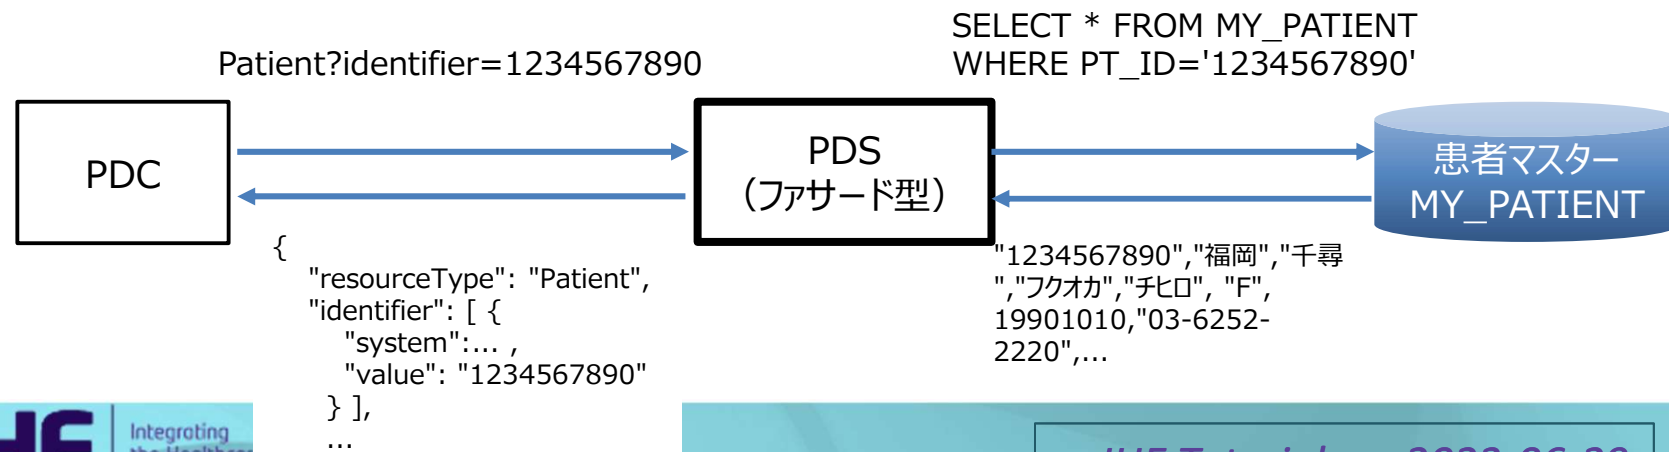 SELECT * FROM MY_PATIENT
WHERE PT_ID='1234567890'
Patient?identifier=1234567890
PDC
PDS
（ファサード型）
患者マスター
MY_PATIENT
{
"resourceType": "Patient",
"identifier": [ {
"system":... ,
"value": "1234567890"
} ],
...
"1234567890","福岡","千尋
","フクオカ","チヒロ", "F",
19901010,"03-6252-
2220",...
Integrating